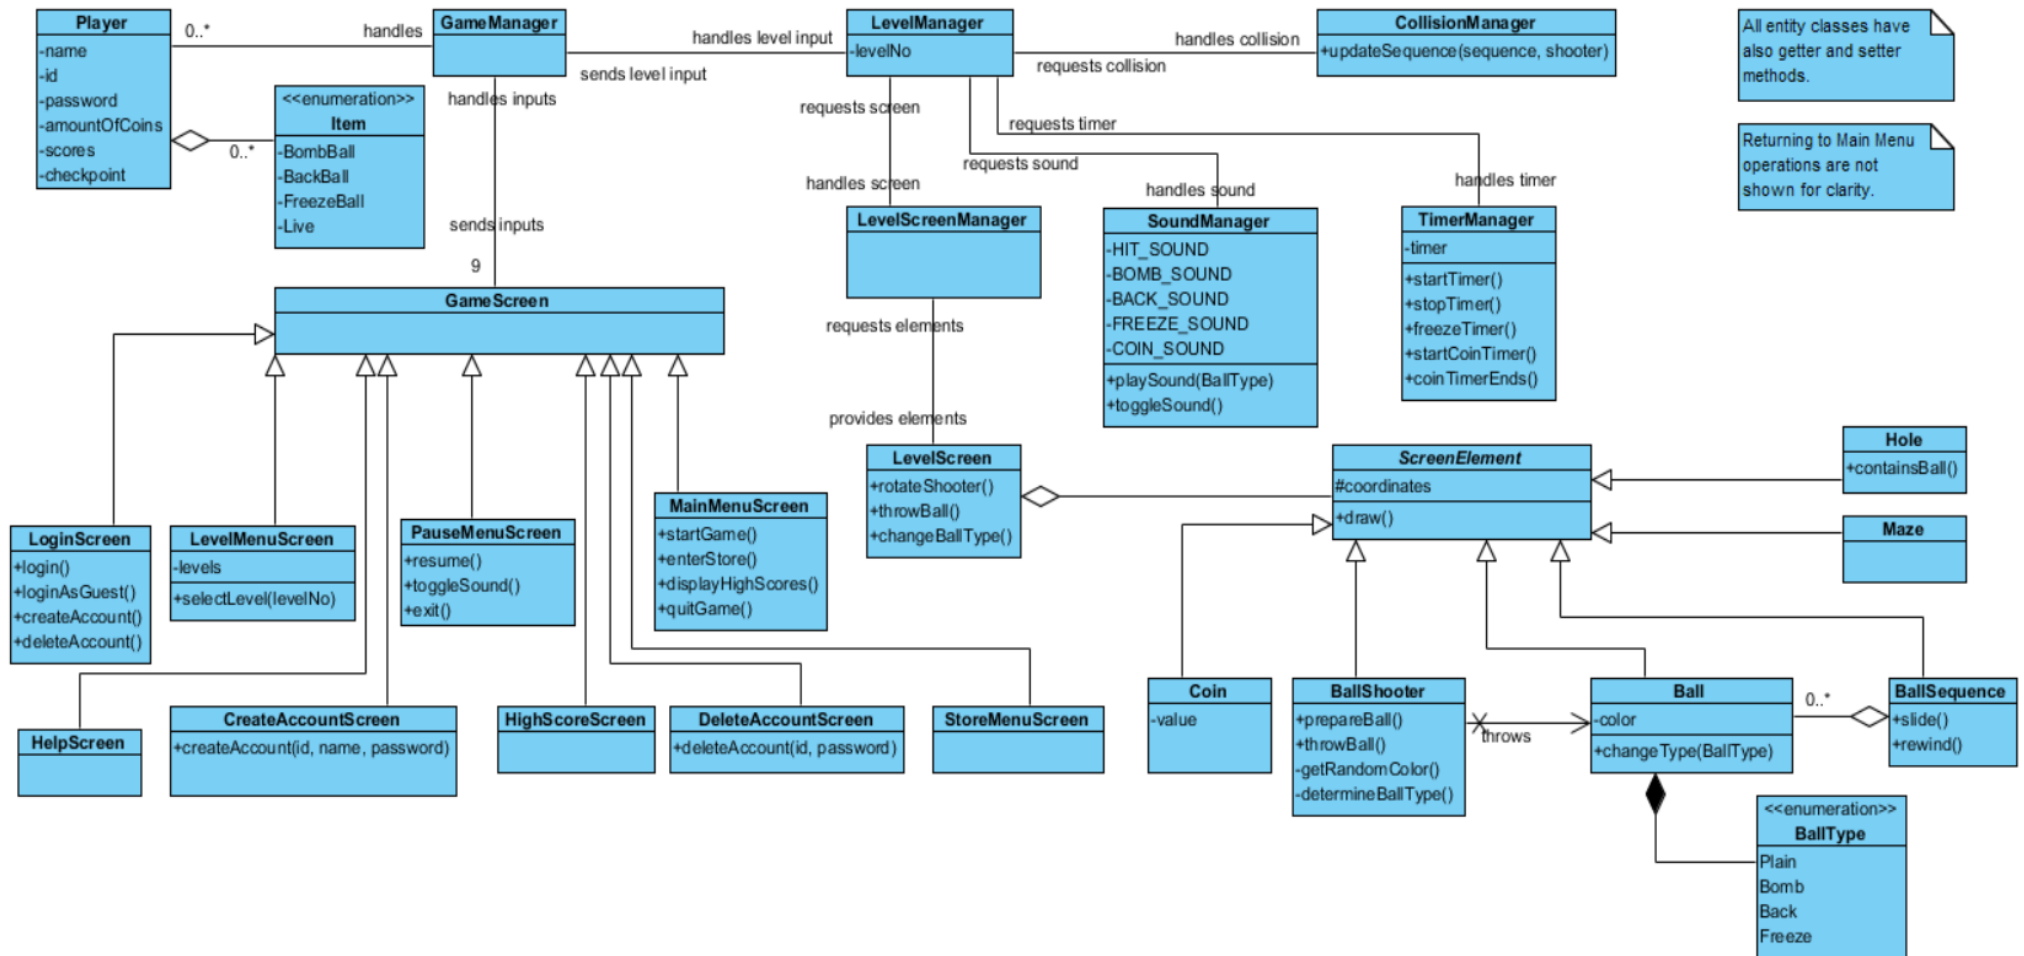 Player
-name
-id
-password
-amountOfCoins
-scores
-checkpoint
0..*
handles
GameManager
handles level input
sends level input
LevelManager
-levelNo
handles collision
requests collision
CollisionManager
+updateSequence(sequence, shooter)
All entity classes have
also getter and setter
methods.
Returning to Main Menu
operations are not
shown for clarity.
<<enumeration>>
Item
-BombBall
-BackBall
-FreezeBall
-Live
0..*
handles inputs
sends inputs
9
requests screen
handles screen
requests timer
requests sound
handles sound
handles timer
LevelScreenManager
SoundManager
-HIT_SOUND
-BOMB_SOUND
-BACK_SOUND
-FREEZE_SOUND
-COIN_SOUND
+playSound(BallType)
+toggleSound()
TimerManager
-timer
+startTimer()
+stopTimer()
+freezeTimer()
+startCoinTimer()
+coinTimerEnds()
GameScreen
requests elements
provides elements
LevelScreen
+rotateShooter()
+throwBall()
+changeBallType()
ScreenElement
#coordinates
+draw()
Hole
+containsBall()
Maze
LoginScreen
+login()
+loginAsGuest()
+createAccount()
+deleteAccount()
LevelMenuScreen
-levels
+selectLevel(levelNo)
PauseMenuScreen
+resume()
+toggleSound()
+exit()
MainMenuScreen
+startGame()
+enterStore()
+displayHighScores()
+quitGame()
HelpScreen
CreateAccountScreen
+createAccount(id, name, password)
HighScoreScreen
DeleteAccountScreen
+deleteAccount(id, password)
StoreMenuScreen
Coin
-value
BallShooter
+prepareBall()
+throwBall()
-getRandomColor()
-determineBallType()
throws
Ball
-color
+changeType(BallType)
0..*
BallSequence
+slide()
+rewind()
<<enumeration>>
BallType
Plain
Bomb
Back
Freeze